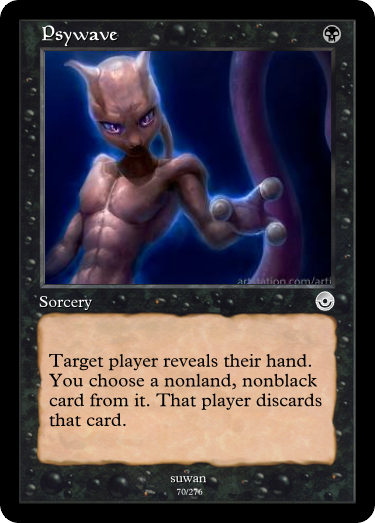 Psywave
artstation.com/arti
Sorcery
Target player reveals their hand.
You choose a nonland, nonblack
card from it. That player discards
that card.
suwan
70/276